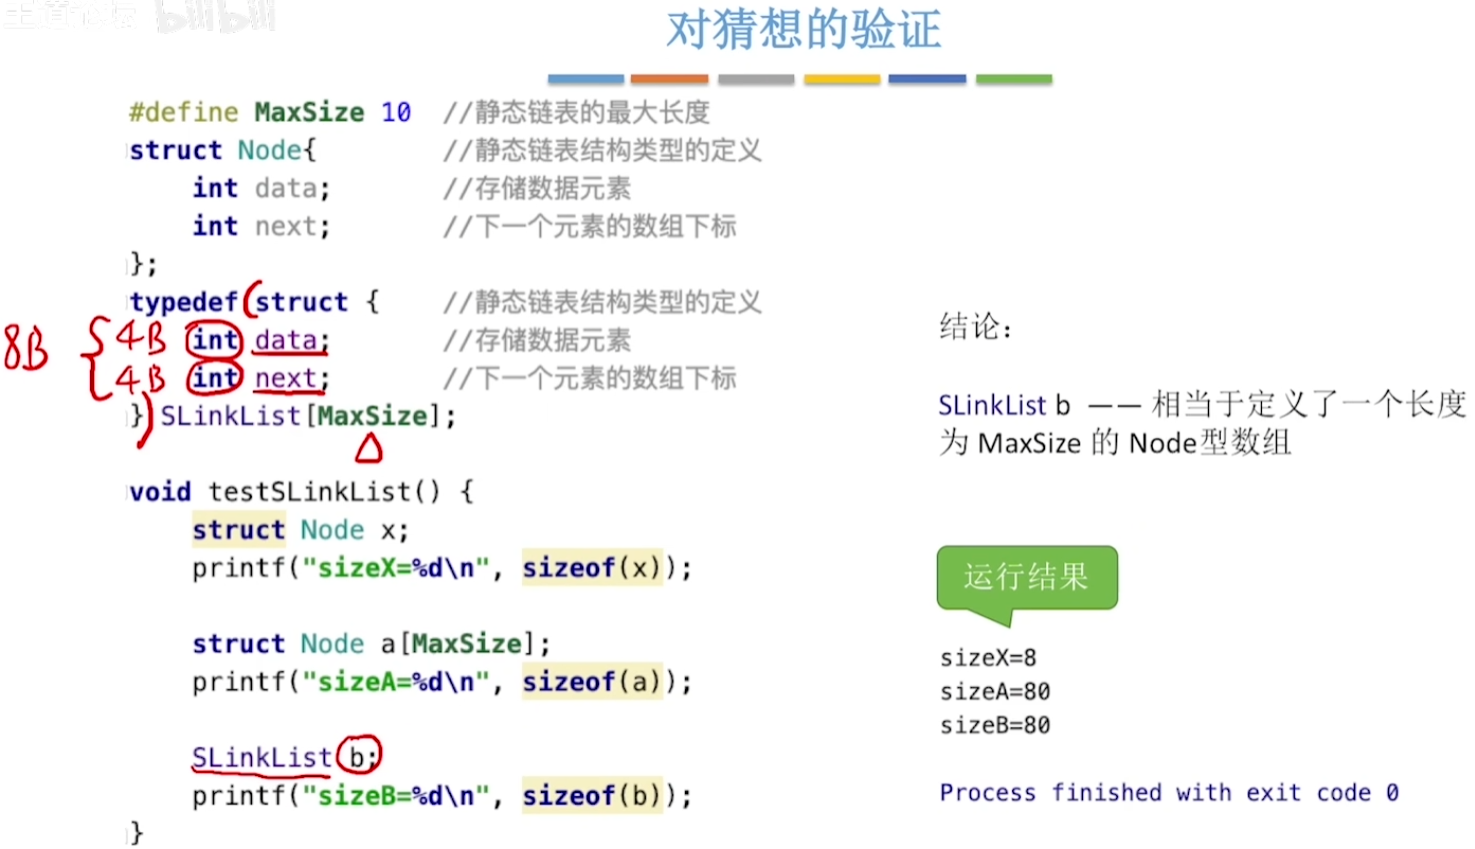 王道论坛 bilibili
对猜想的验证
#define MaxSize 10 //静态链表的最大长度
struct Node{ //静态链表结构类型的定义
int data; //存储数据元素
int next; //下一个元素的数组下标
};
typedef struct { //静态链表结构类型的定义
8B 4B int data; //存储数据元素
4B int next; //下一个元素的数组下标
} SLinkList[MaxSize];
void testSLinkList() {
struct Node x;
printf("sizeX=%d\n", sizeof(x));
struct Node a[MaxSize];
printf("sizeA=%d\n", sizeof(a));
SLinkList b;
printf("sizeB=%d\n", sizeof(b));
}
结论：
SLinkList b —— 相当于定义了一个长度
为 MaxSize 的 Node型数组
运行结果
sizeX=8
sizeA=80
sizeB=80
Process finished with exit code 0